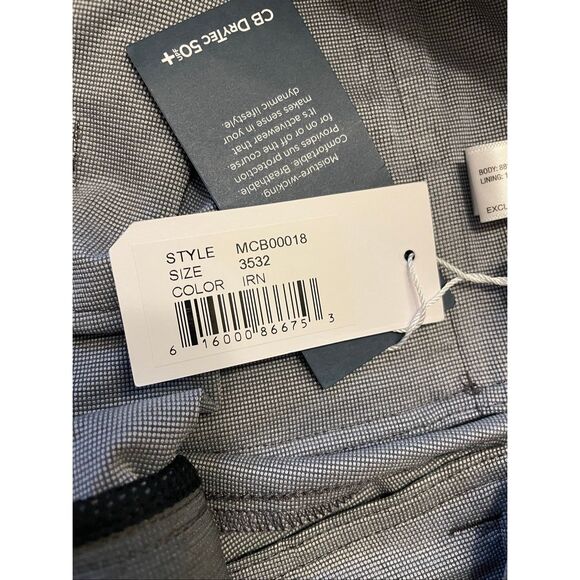 CB DRYTEC 50+
Moisture-wicking.
Comfortable. Breathable.
Provides sun protection
for on or off the course.
It's activewear that
makes sense in your
dynamic lifestyle.
STYLE MCB00018
SIZE 3532
COLOR IRN
6 16000 86675 3
BODY:
LINING:
EXCL